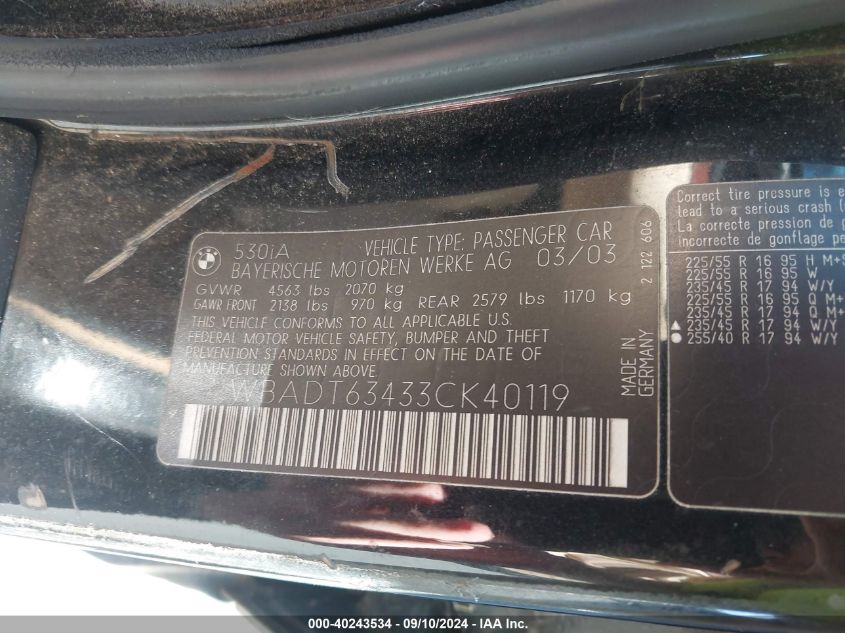 530iA VEHICLE TYPE: PASSENGER CAR
BAYERISCHE MOTOREN WERKE AG 03/03
GVWR 4563 lbs 2070 kg
GAWR FRONT 2138 lbs 970 kg REAR 2579 lbs 1170 kg
THIS VEHICLE CONFORMS TO ALL APPLICABLE U.S.
FEDERAL MOTOR VEHICLE SAFETY, BUMPER AND THEFT
PREVENTION STANDARDS IN EFFECT ON THE DATE OF
MANUFACTURE SHOWN ABOVE.
WBADT63433CK40119
MADE IN
GERMANY
2 122 606
Correct tire pressure is e
lead to a serious crash
La correcte pression de g
incorrecte de gonflage pe
225/55 R 16 95 H M+S
225/55 R 16 95 W
235/45 R 17 94 W/Y
225/55 R 16 95 Q M+
235/45 R 17 94 Q M+
▲ 235/45 R 17 94 W/Y
● 255/40 R 17 94 W/Y
000-40243534 - 09/10/2024 - IAA Inc.